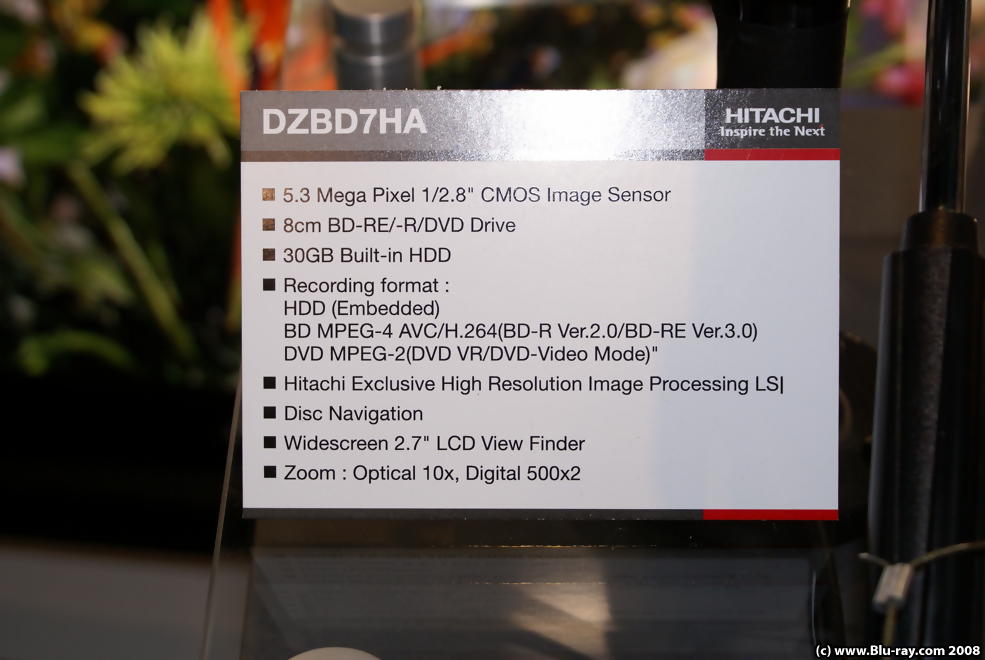 DZBD7HA
HITACHI
Inspire the Next
5.3 Mega Pixel 1/2.8" CMOS Image Sensor
8cm BD-RE/-R/DVD Drive
30GB Built-in HDD
Recording format :
HDD (Embedded)
BD MPEG-4 AVC/H.264(BD-R Ver.2.0/BD-RE Ver.3.0)
DVD MPEG-2(DVD VR/DVD-Video Mode)"
Hitachi Exclusive High Resolution Image Processing LS|
Disc Navigation
Widescreen 2.7" LCD View Finder
Zoom : Optical 10x, Digital 500x2
(c) www.Blu-ray.com 2008